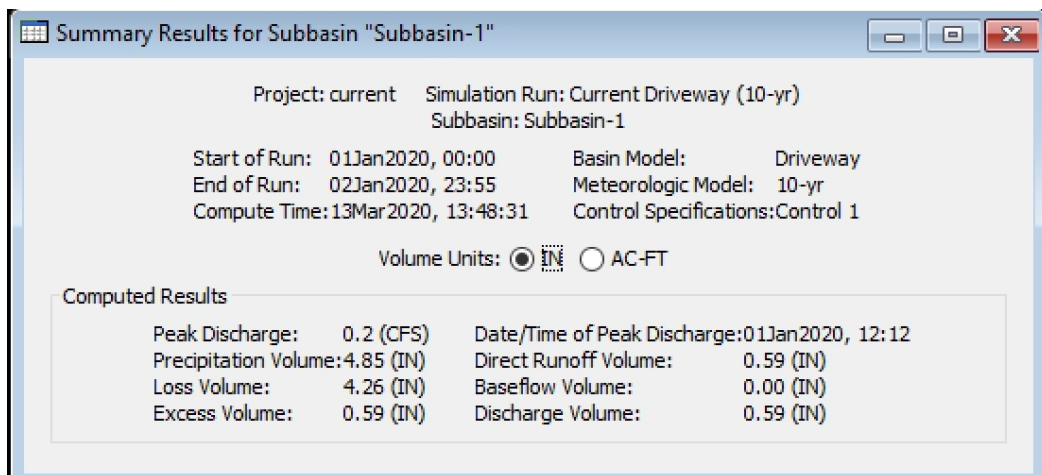 Summary Results for Subbasin "Subbasin-1"
Project: current Simulation Run: Current Driveway (10-yr)
Subbasin: Subbasin-1
Start of Run: 01Jan2020, 00:00 Basin Model: Driveway
End of Run: 02Jan2020, 23:55 Meteorologic Model: 10-yr
Compute Time:13Mar2020, 13:48:31 Control Specifications:Control 1
Volume Units: IN AC-FT
Computed Results
Peak Discharge: 0.2 (CFS) Date/Time of Peak Discharge:01Jan2020, 12:12
Precipitation Volume:4.85 (IN) Direct Runoff Volume: 0.59 (IN)
Loss Volume: 4.26 (IN) Baseflow Volume: 0.00 (IN)
Excess Volume: 0.59 (IN) Discharge Volume: 0.59 (IN)